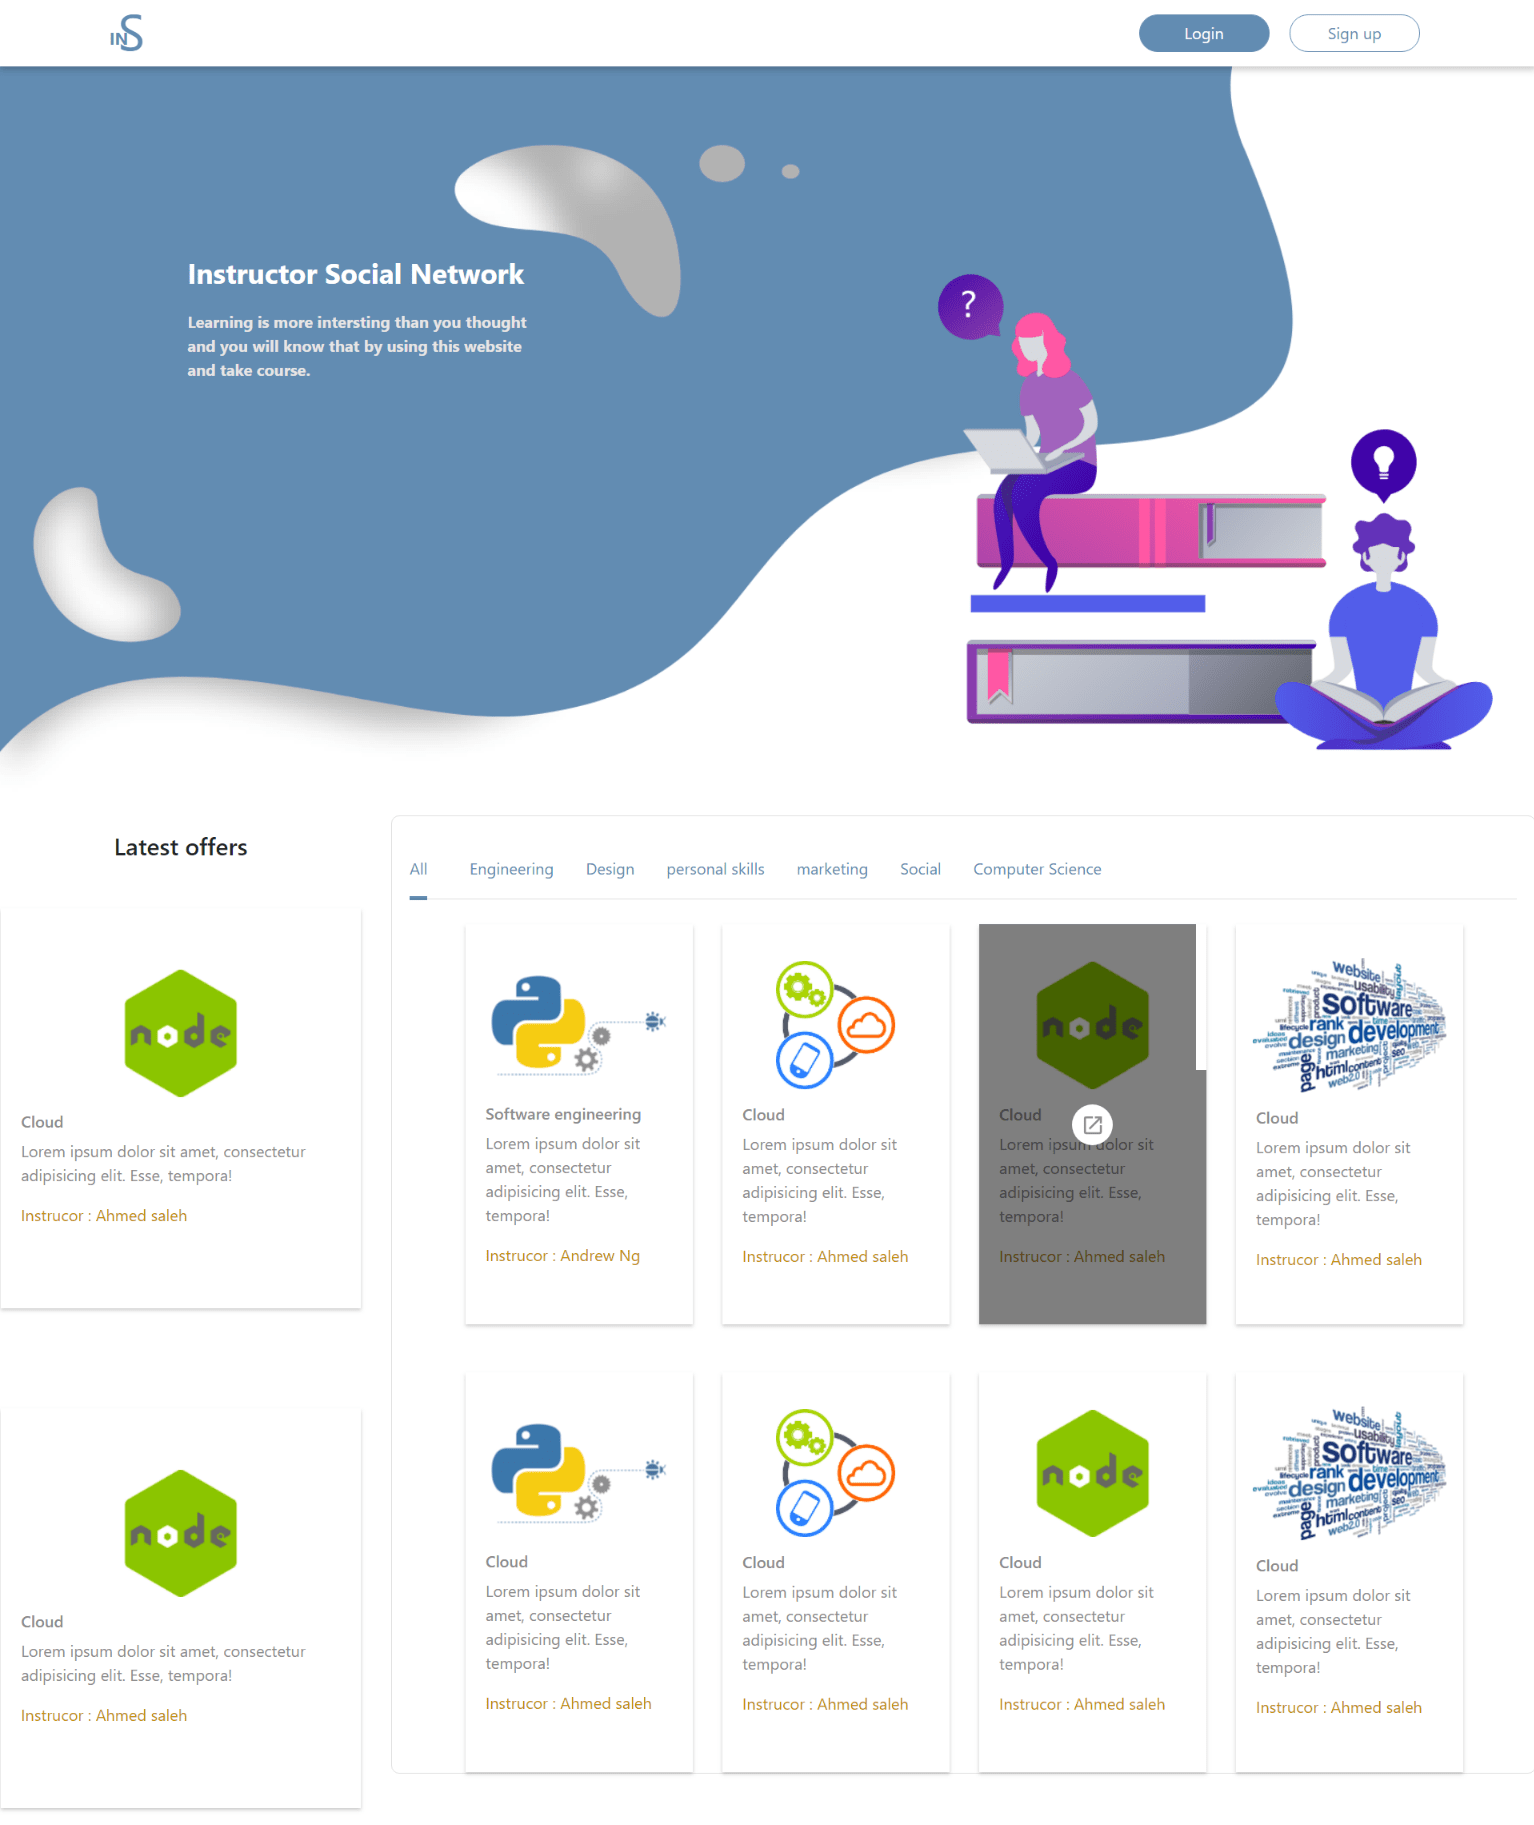 INS
Login
Sign up
Instructor Social Network
Learning is more intersting than you thought
and you will know that by using this website
and take course.
?
Latest offers
All
Engineering
Design
personal skills
marketing
Social
Computer Science
node
Cloud
Lorem ipsum dolor sit amet, consectetur
adipisicing elit. Esse, tempora!
Instrucor : Ahmed saleh
node
Cloud
Lorem ipsum dolor sit amet, consectetur
adipisicing elit. Esse, tempora!
Instrucor : Ahmed saleh
Software engineering
Lorem ipsum dolor sit
amet, consectetur
adipisicing elit. Esse,
tempora!
Instrucor : Andrew Ng
Cloud
Lorem ipsum dolor sit
amet, consectetur
adipisicing elit. Esse,
tempora!
Instrucor : Ahmed saleh
node
Cloud
Lorem ipsum dolor sit
amet, consectetur
adipisicing elit. Esse,
tempora!
Instrucor : Ahmed saleh
website
usability
software
rank development
design
marketing seo
page
html content
web2.0
Cloud
Lorem ipsum dolor sit
amet, consectetur
adipisicing elit. Esse,
tempora!
Instrucor : Ahmed saleh
Cloud
Lorem ipsum dolor sit
amet, consectetur
adipisicing elit. Esse,
tempora!
Instrucor : Ahmed saleh
Cloud
Lorem ipsum dolor sit
amet, consectetur
adipisicing elit. Esse,
tempora!
Instrucor : Ahmed saleh
node
Cloud
Lorem ipsum dolor sit
amet, consectetur
adipisicing elit. Esse,
tempora!
Instrucor : Ahmed saleh
website
usability
software
rank development
design
marketing seo
page
html content
web2.0
Cloud
Lorem ipsum dolor sit
amet, consectetur
adipisicing elit. Esse,
tempora!
Instrucor : Ahmed saleh